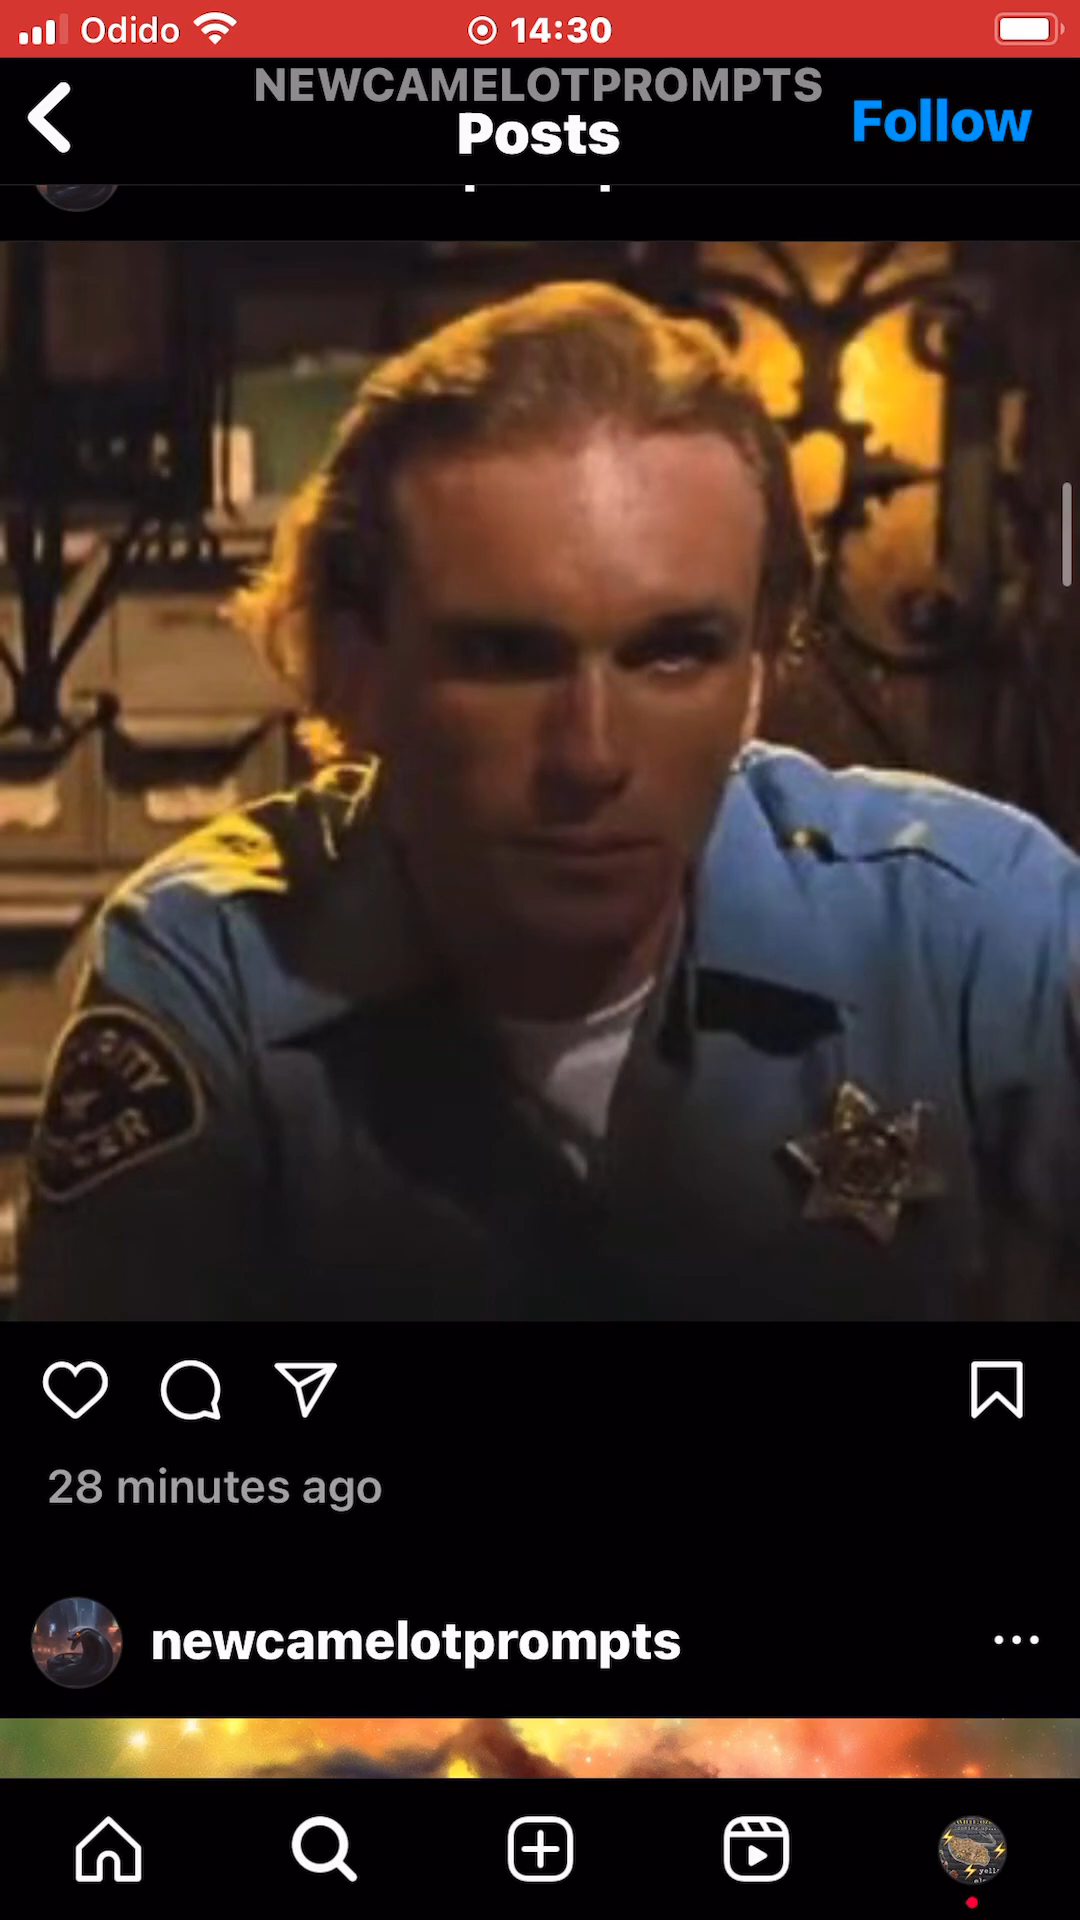 Odido
14:30
NEWCAMELOTPROMPTS
Posts
Follow
28 minutes ago
newcamelotprompts